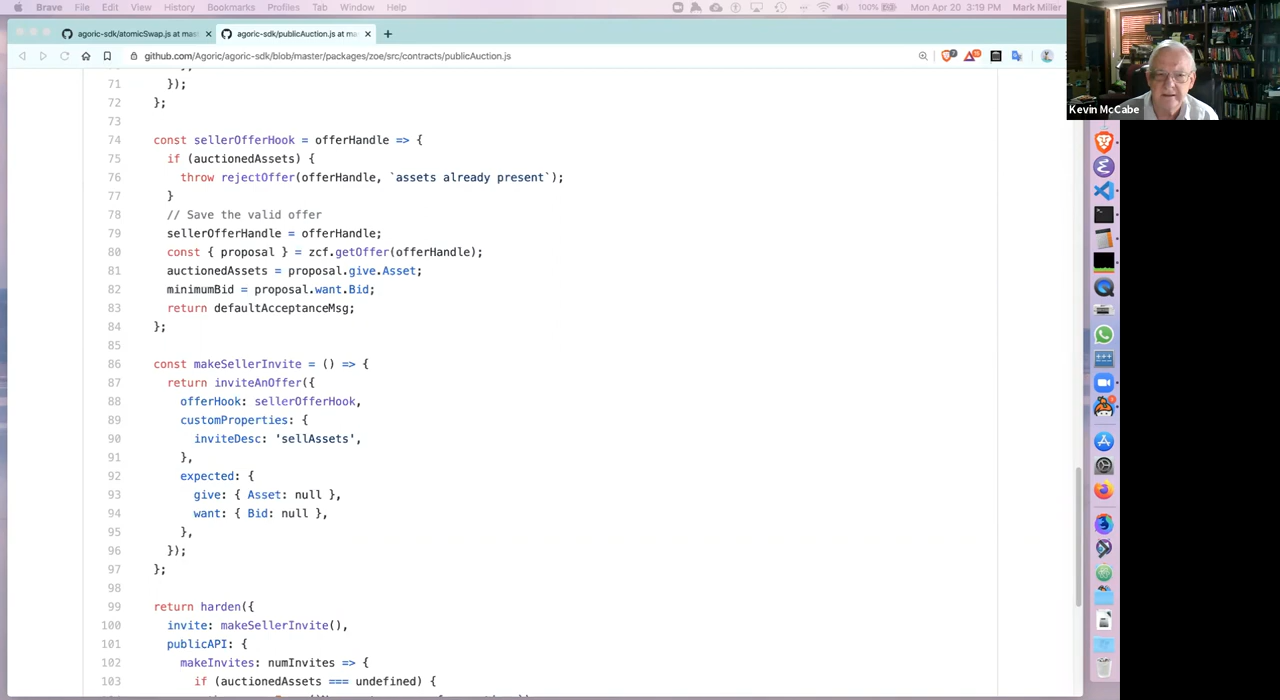 Brave File Edit View History Bookmarks Profiles Tab Window Help 100% Mon Apr 20 3:19 PM Mark Miller
agoric-sdk/atomicSwap.js at mas × agoric-sdk/publicAuction.js at m × +
github.com/Agoric/agoric-sdk/blob/master/packages/zoe/src/contracts/publicAuction.js
Kevin McCabe
71 });
72 };
73
74 const sellerOfferHook = offerHandle => {
75 if (auctionedAssets) {
76 throw rejectOffer(offerHandle, `assets already present`);
77 }
78 // Save the valid offer
79 sellerOfferHandle = offerHandle;
80 const { proposal } = zcf.getOffer(offerHandle);
81 auctionedAssets = proposal.give.Asset;
82 minimumBid = proposal.want.Bid;
83 return defaultAcceptanceMsg;
84 };
85
86 const makeSellerInvite = () => {
87 return inviteAnOffer({
88 offerHook: sellerOfferHook,
89 customProperties: {
90 inviteDesc: 'sellAssets',
91 },
92 expected: {
93 give: { Asset: null },
94 want: { Bid: null },
95 },
96 });
97 };
98
99 return harden({
100 invite: makeSellerInvite(),
101 publicAPI: {
102 makeInvites: numInvites => {
103 if (auctionedAssets === undefined) {